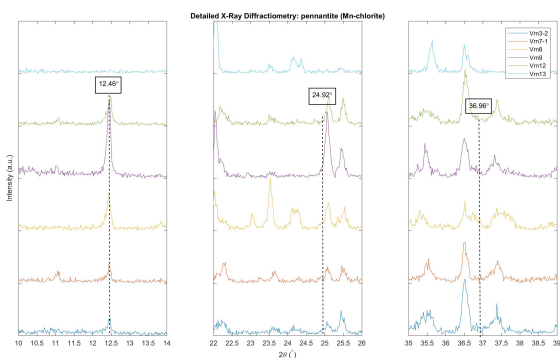 Detailed X-Ray Diffractometry: pennantite (Mn-chlorite)
Vm3-2
Vm7-1
Vm8
Vm9
Vm12
Vm13
12.46°
24.92°
36.96°
Intensity (a.u.)
10 10.5 11 11.5 12 12.5 13 13.5 14
22 22.5 23 23.5 24 24.5 25 25.5 26
35 35.5 36 36.5 37 37.5 38 38.5
2θ (°)